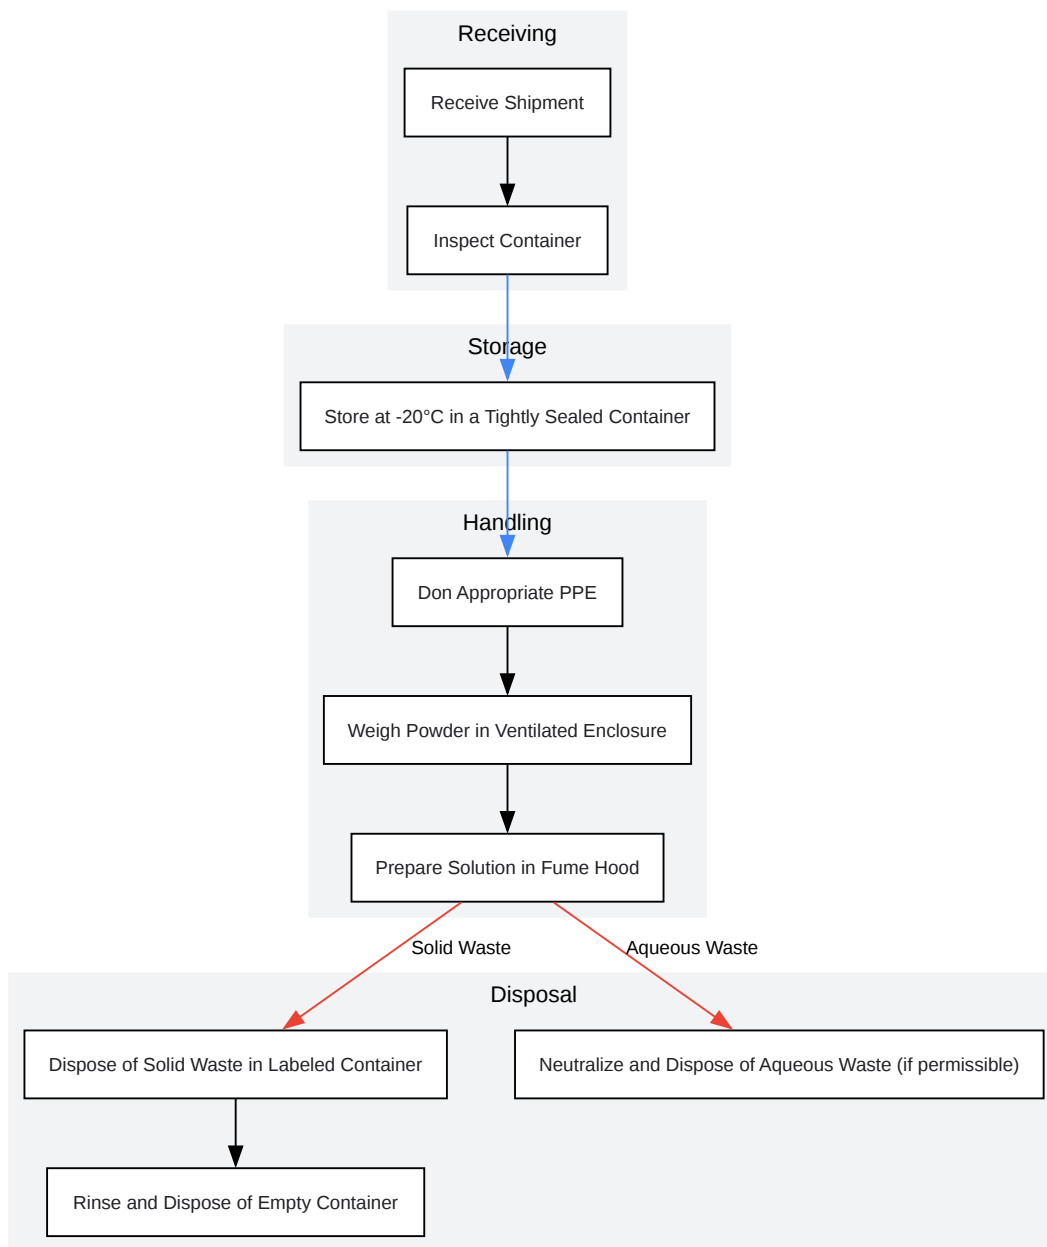 Receiving
Receive Shipment
Inspect Container
Storage
Store at -20°C in a Tightly Sealed Container
Handling
Don Appropriate PPE
Weigh Powder in Ventilated Enclosure
Prepare Solution in Fume Hood
Solid Waste
Aqueous Waste
Disposal
Dispose of Solid Waste in Labeled Container
Neutralize and Dispose of Aqueous Waste (if permissible)
Rinse and Dispose of Empty Container